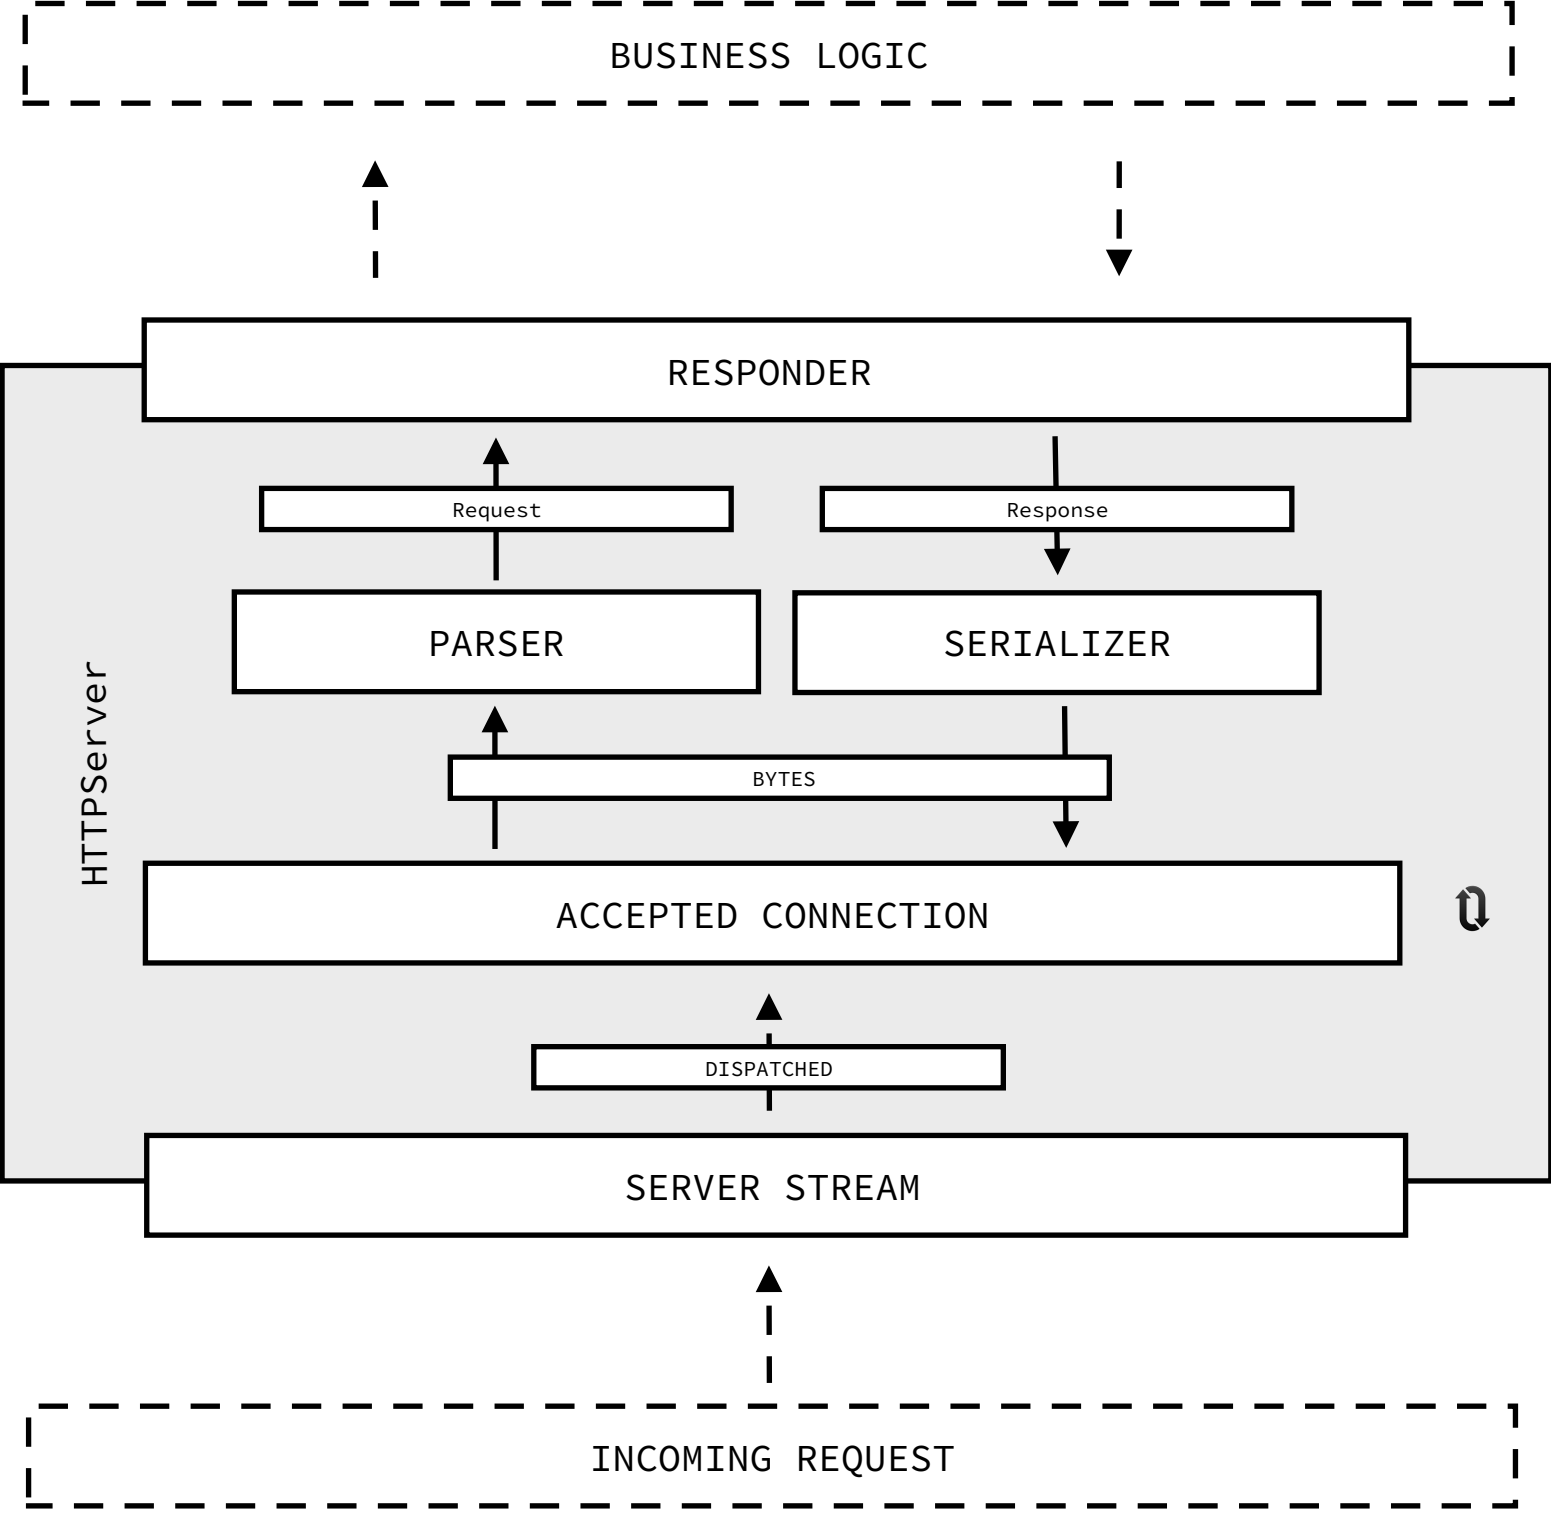 BUSINESS LOGIC
RESPONDER
Request
Response
PARSER
SERIALIZER
HTTPServer
BYTES
ACCEPTED CONNECTION
DISPATCHED
SERVER STREAM
INCOMING REQUEST